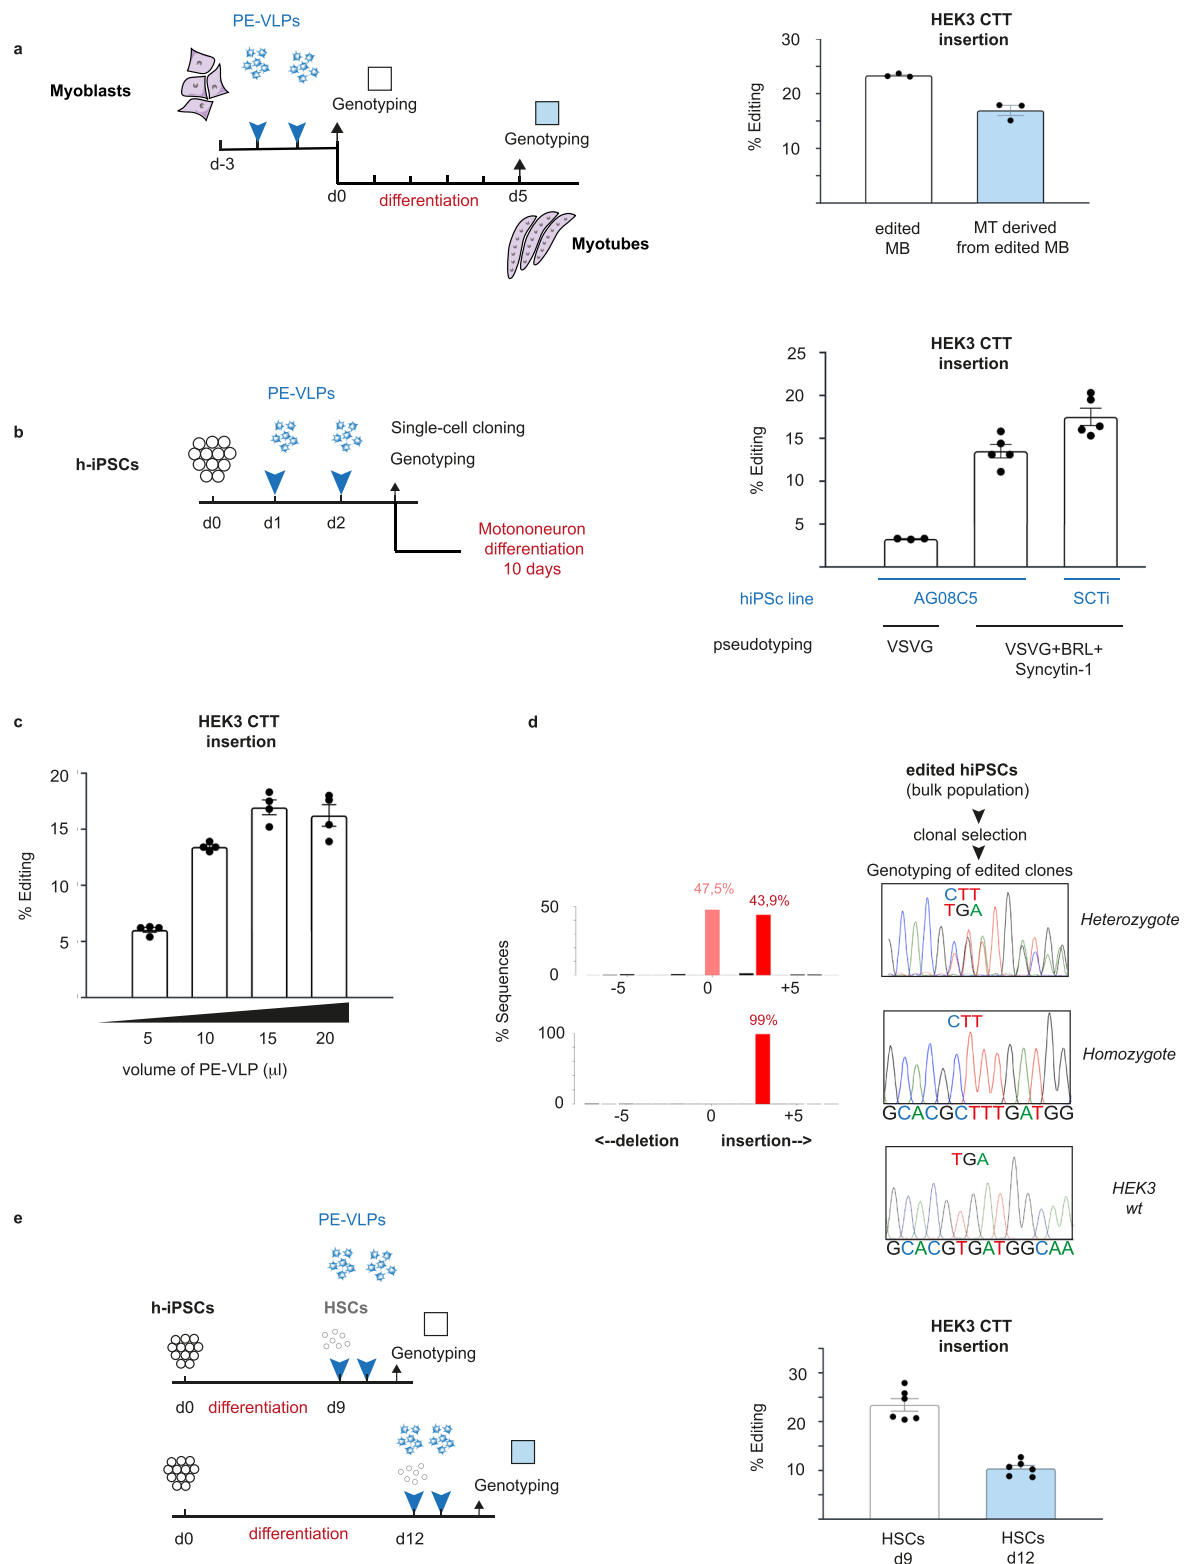 a
PE-VLPs
Myoblasts
Genotyping
Genotyping
d-3
d0
differentiation
d5
Myotubes
HEK3 CTT
insertion
% Editing
30
20
10
edited
MB
MT derived
from edited MB
b
PE-VLPs
h-iPSCs
Single-cell cloning
Genotyping
d0
d1
d2
Motononeuron
differentiation
10 days
HEK3 CTT
insertion
% Editing
25
20
15
10
5
hiPSc line
AG08C5
SCTi
pseudotyping
VSVG
VSVG+BRL+
Syncytin-1
c
HEK3 CTT
insertion
% Editing
20
15
10
5
5
10
15
20
volume of PE-VLP (µl)
d
edited hiPSCs
(bulk population)
clonal selection
Genotyping of edited clones
% Sequences
47,5%
43,9%
50
0
-5
0
+5
99%
100
0
-5
0
+5
<--deletion
insertion-->
CTT
TGA
Heterozygote
CTT
Homozygote
GCACGCTTTGATGG
TGA
HEK3
wt
GCACGTGATGGCAA
e
PE-VLPs
h-iPSCs
HSCs
Genotyping
d0
differentiation
d9
Genotyping
d0
differentiation
d12
HEK3 CTT
insertion
% Editing
30
20
10
HSCs
d9
HSCs
d12